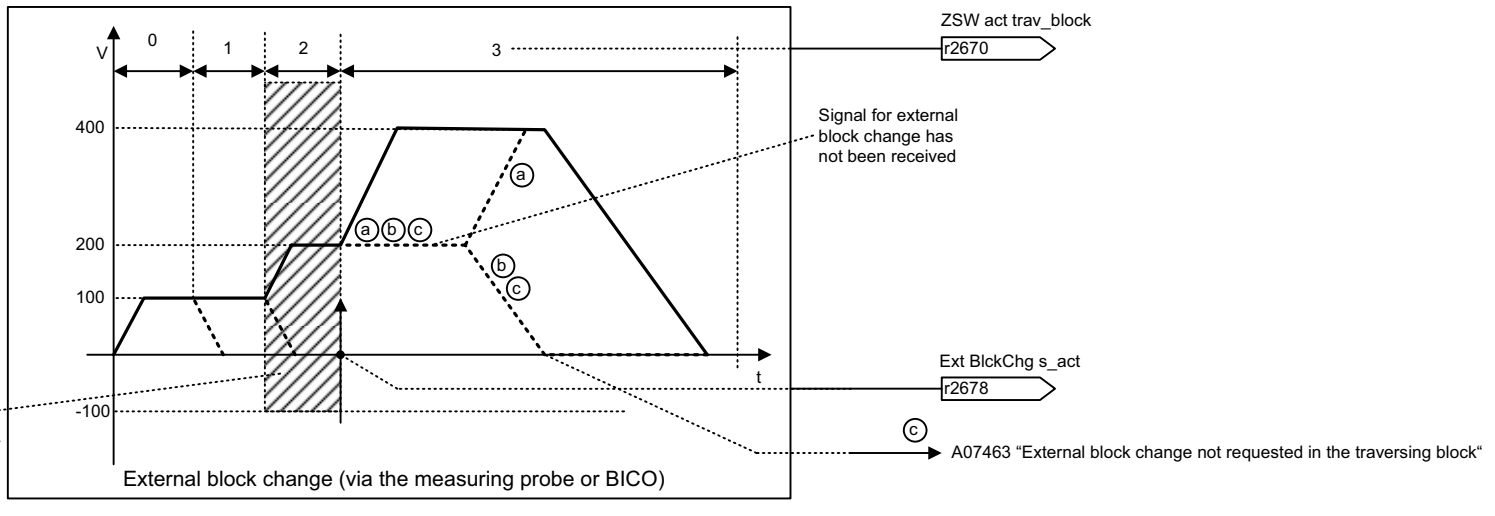 ZSW act trav_block
r2670
V
0
1
2
3
400
Signal for external
block change has
not been received
a
a b c
200
b
c
100
t
Ext BlckChg s_act
r2678
-100
c
A07463 “External block change not requested in the traversing block“
External block change (via the measuring probe or BICO)